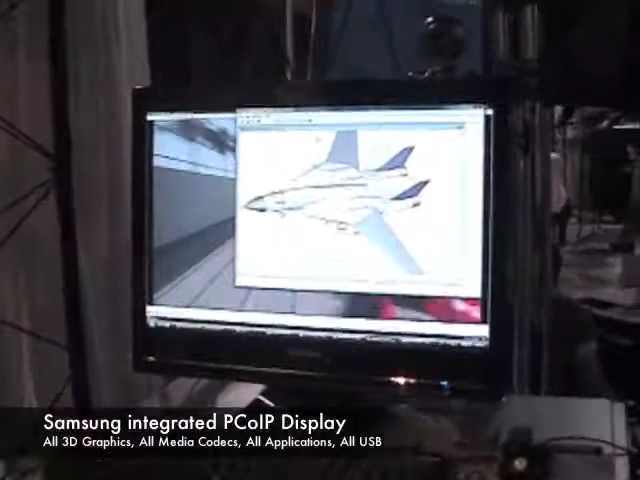 Samsung integrated PCoIP Display
All 3D Graphics, All Media Codecs, All Applications, All USB